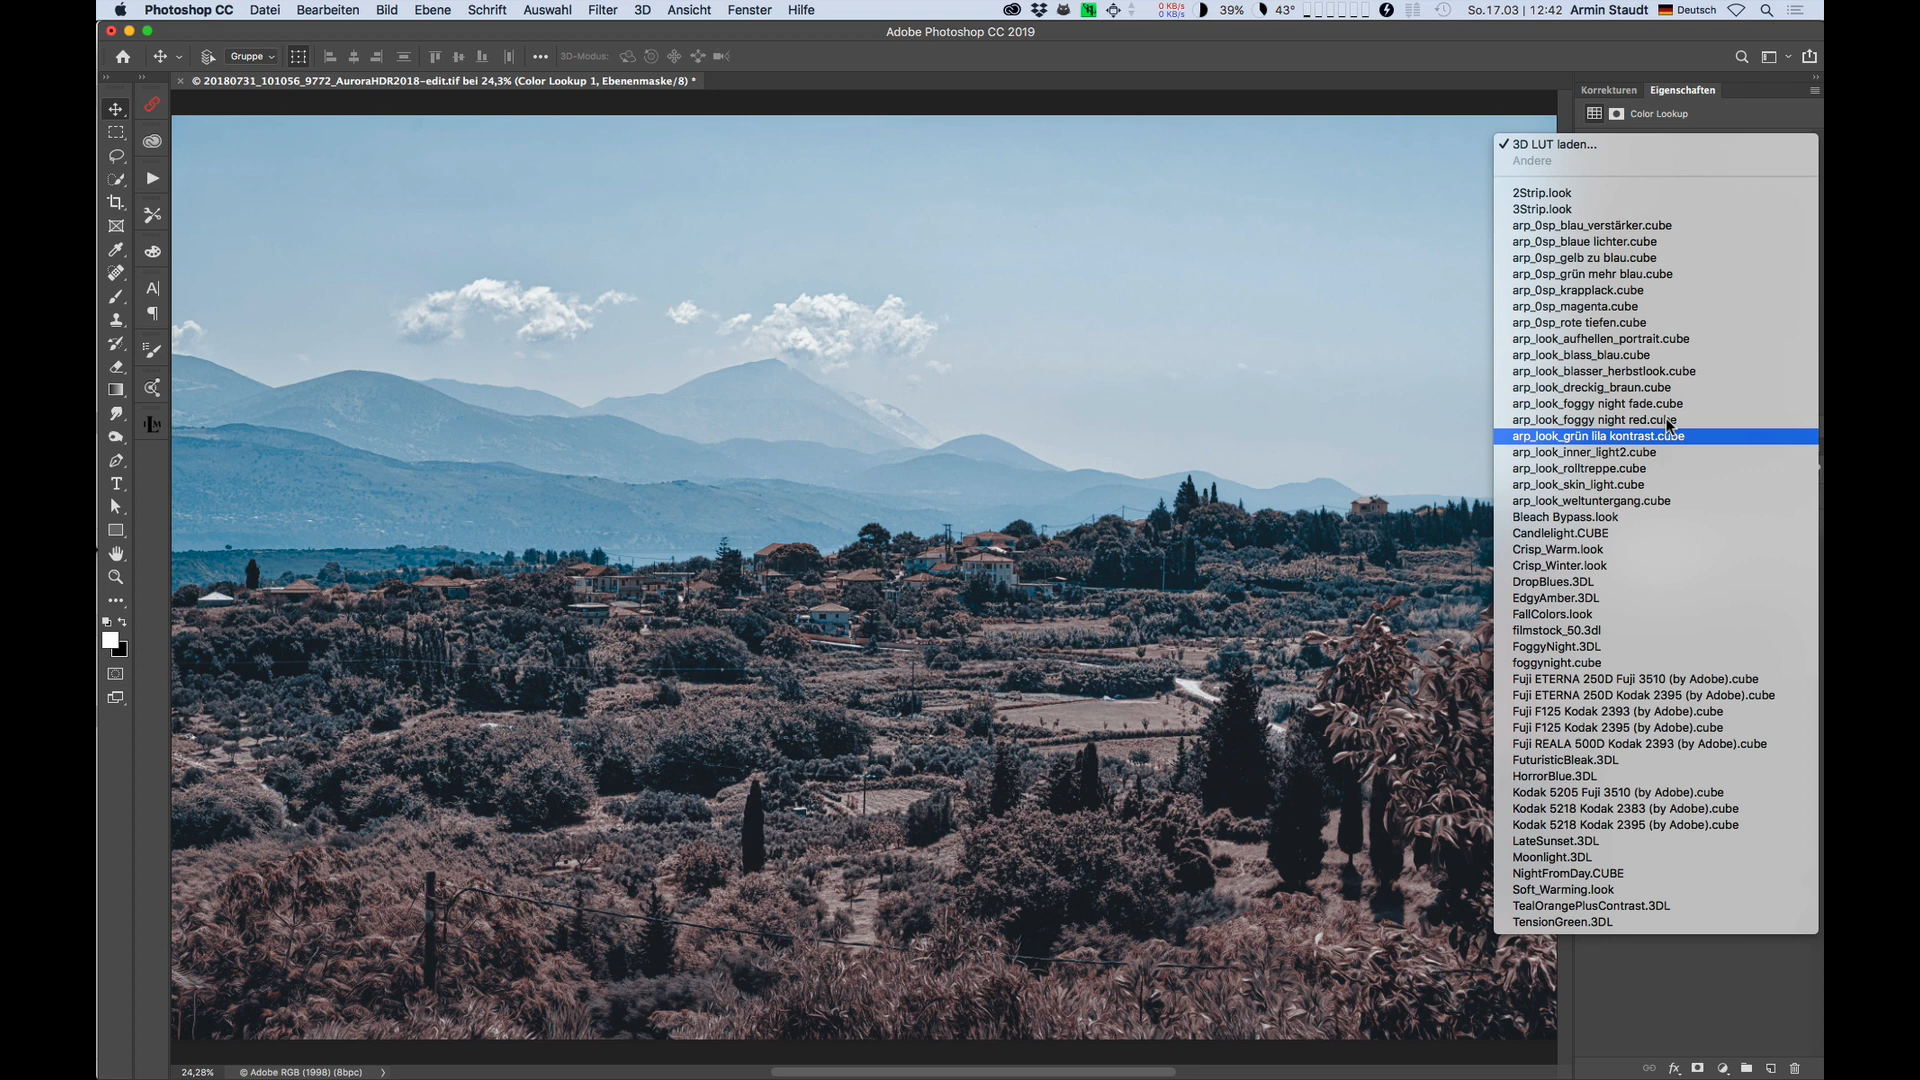 Photoshop CC Datei Bearbeiten Bild Ebene Schrift Auswahl Filter 3D Ansicht Fenster Hilfe 0 KB/s 0 KB/s 39% 43° So.17.03 | 12:42 Armin Staudt Deutsch
Adobe Photoshop CC 2019
Gruppe 3D-Modus:
© 20180731_101056_9772_AuroraHDR2018-edit.tif bei 24,3% (Color Lookup 1, Ebenenmaske/8) *
Korrekturen Eigenschaften
Color Lookup
3D LUT laden...
Andere
2Strip.look
3Strip.look
arp_0sp_blau_verstärker.cube
arp_0sp_blaue lichter.cube
arp_0sp_gelb zu blau.cube
arp_0sp_grün mehr blau.cube
arp_0sp_krapplack.cube
arp_0sp_magenta.cube
arp_0sp_rote tiefen.cube
arp_look_aufhellen_portrait.cube
arp_look_blass_blau.cube
arp_look_blasser_herbstlook.cube
arp_look_dreckig_braun.cube
arp_look_foggy night fade.cube
arp_look_foggy night red.cube
arp_look_grün lila kontrast.cube
arp_look_inner_light2.cube
arp_look_rolltreppe.cube
arp_look_skin_light.cube
arp_look_weltuntergang.cube
Bleach Bypass.look
Candlelight.CUBE
Crisp_Warm.look
Crisp_Winter.look
DropBlues.3DL
EdgyAmber.3DL
FallColors.look
filmstock_50.3dl
FoggyNight.3DL
foggynight.cube
Fuji ETERNA 250D Fuji 3510 (by Adobe).cube
Fuji ETERNA 250D Kodak 2395 (by Adobe).cube
Fuji F125 Kodak 2393 (by Adobe).cube
Fuji F125 Kodak 2395 (by Adobe).cube
Fuji REALA 500D Kodak 2393 (by Adobe).cube
FuturisticBleak.3DL
HorrorBlue.3DL
Kodak 5205 Fuji 3510 (by Adobe).cube
Kodak 5218 Kodak 2383 (by Adobe).cube
Kodak 5218 Kodak 2395 (by Adobe).cube
LateSunset.3DL
Moonlight.3DL
NightFromDay.CUBE
Soft_Warming.look
TealOrangePlusContrast.3DL
TensionGreen.3DL
24,28% © Adobe RGB (1998) (8bpc)